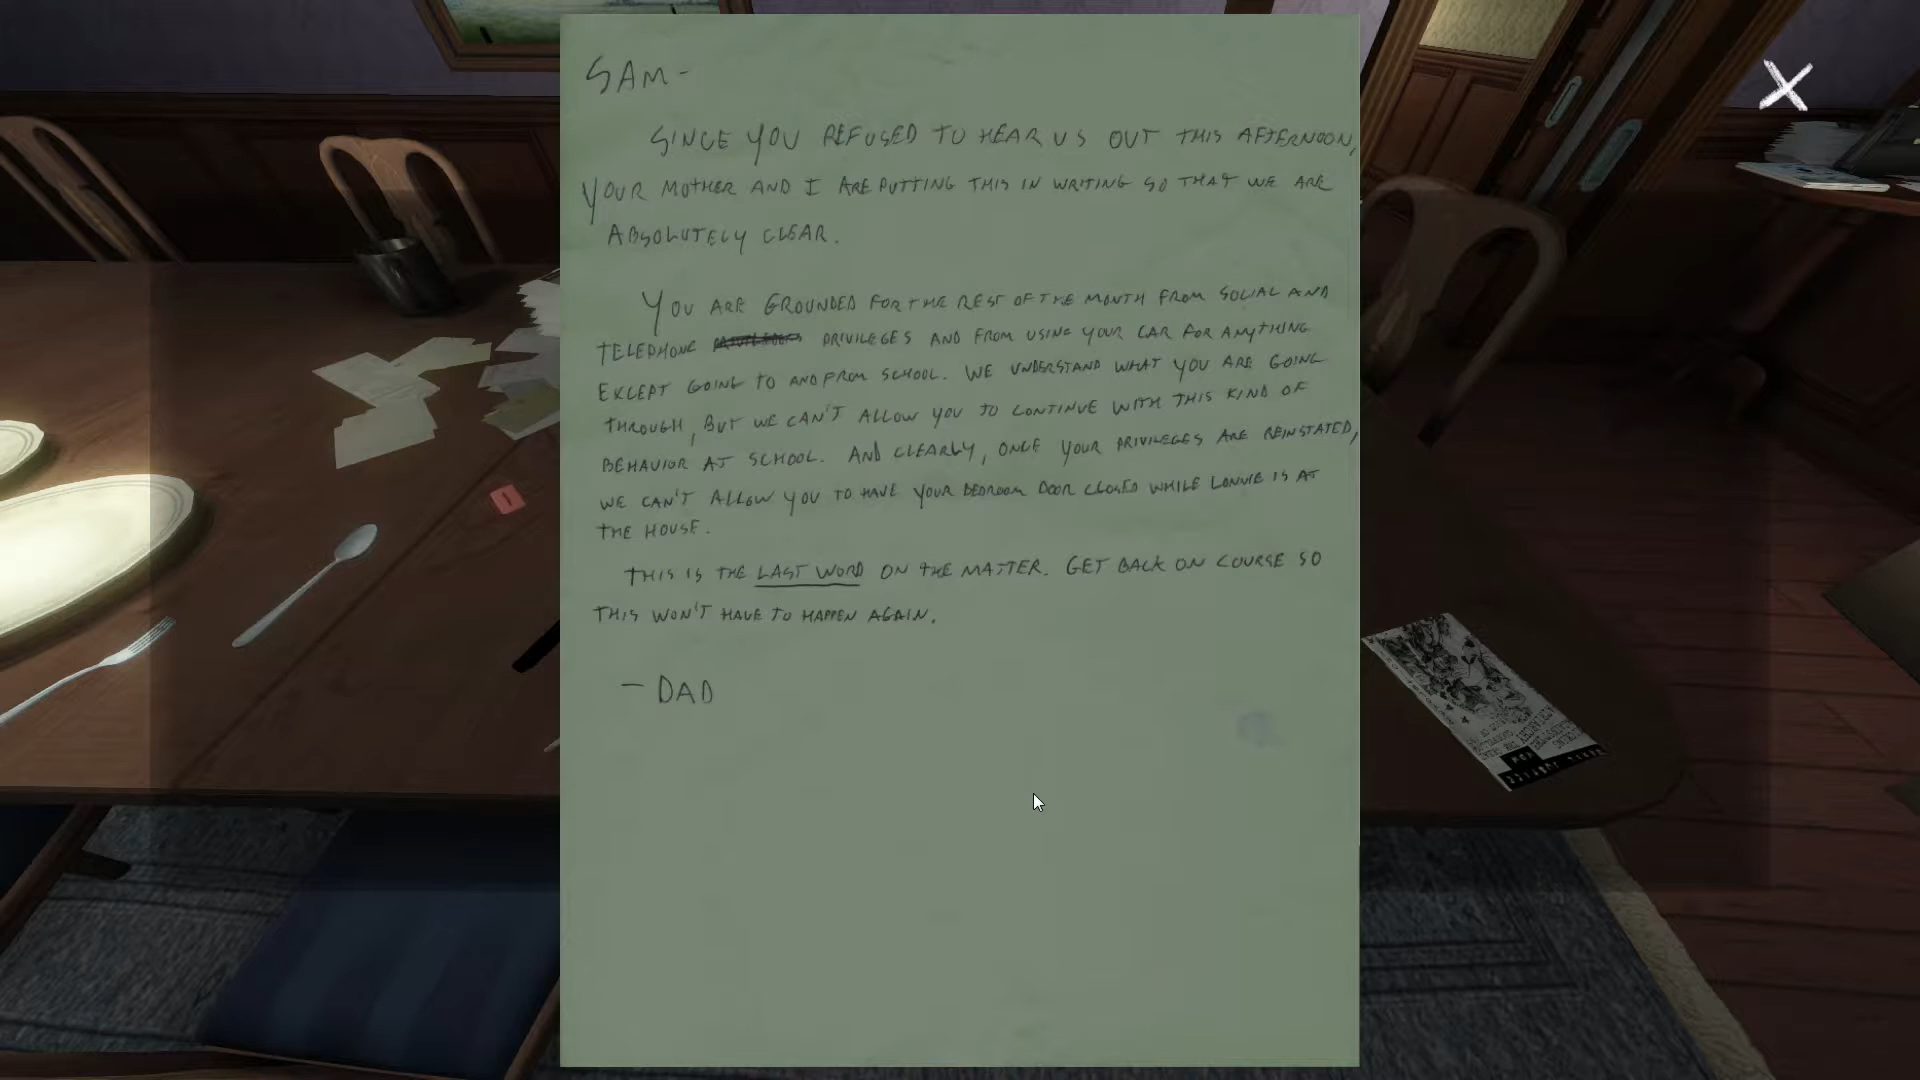 SAM-
SINCE YOU REFUSED TO HEAR US OUT THIS AFTERNOON,
YOUR MOTHER AND I ARE PUTTING THIS IN WRITING SO THAT WE ARE
ABSOLUTELY CLEAR.
YOU ARE GROUNDED FOR THE REST OF THE MONTH FROM SOCIAL AND
TELEPHONE PRIVILEGES AND FROM USING YOUR CAR FOR ANYTHING
EXCEPT GOING TO AND FROM SCHOOL. WE UNDERSTAND WHAT YOU ARE GOING
THROUGH, BUT WE CAN'T ALLOW YOU TO CONTINUE WITH THIS KIND OF
BEHAVIOR AT SCHOOL. AND CLEARLY, ONCE YOUR PRIVILEGES ARE REINSTATED,
WE CAN'T ALLOW YOU TO HAVE YOUR BEDROOM DOOR CLOSED WHILE LONNIE IS AT
THE HOUSE.
THIS IS THE LAST WORD ON THE MATTER. GET BACK ON COURSE SO
THIS WON'T HAVE TO HAPPEN AGAIN.
- DAD